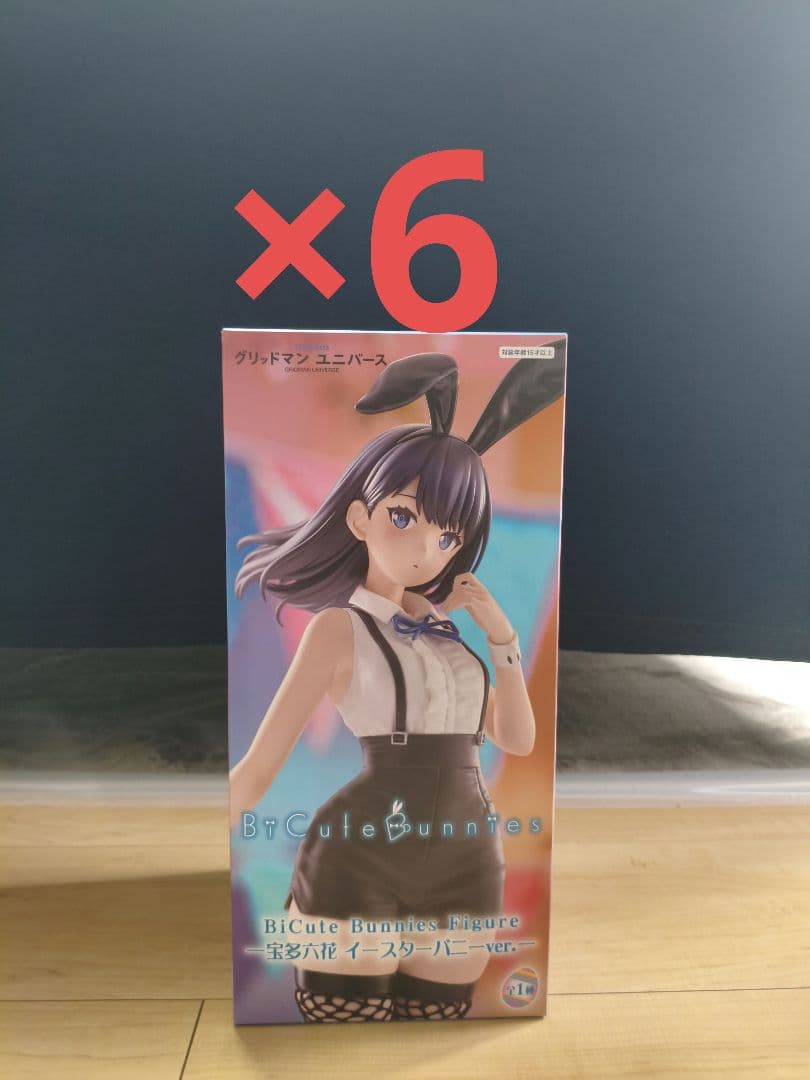 ×6
グリッドマン ユニバース
GRIDMAN UNIVERSE
対象年齢15才以上
BiCute Bunnies
BiCute Bunnies Figure
―宝多六花 イースターバニーver.―
全1種